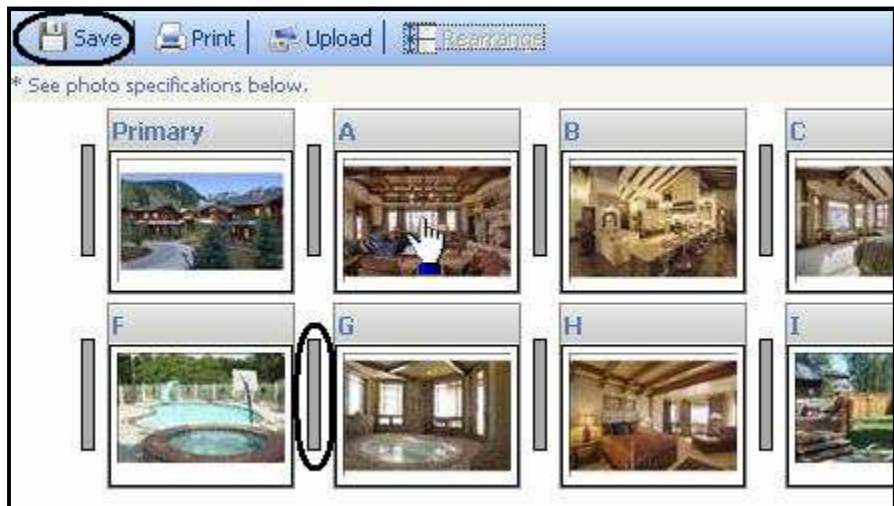 Save | Print | Upload | Rearrange
* See photo specifications below.
Primary A B C
F G H I